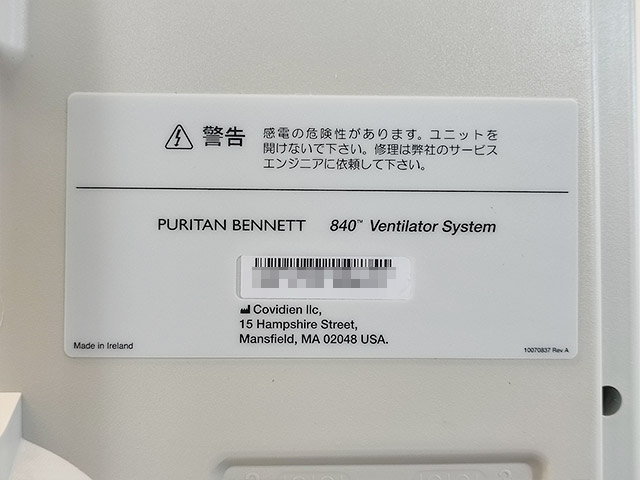 警告
感電の危険性があります。ユニットを
開けないで下さい。修理は弊社のサービス
エンジニアに依頼して下さい。
PURITAN BENNETT 840™ Ventilator System
Covidien llc,
15 Hampshire Street,
Mansfield, MA 02048 USA.
Made in Ireland
10070837 Rev A